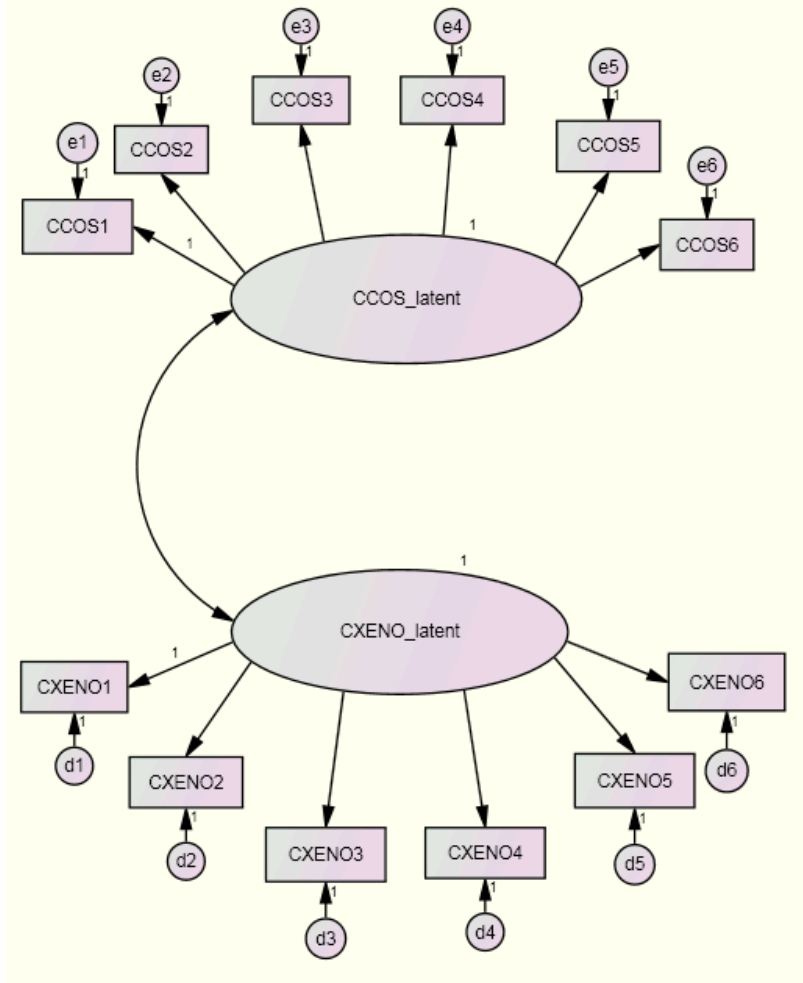 e3
1
e4
1
e2
1
CCOS3
CCOS4
e5
1
e1
1
CCOS2
CCOS5
e6
1
CCOS1
1
1
CCOS6
CCOS_latent
1
CXENO_latent
1
CXENO1
1
d1
CXENO6
1
d6
CXENO2
1
d2
CXENO5
1
d5
CXENO3
1
d3
CXENO4
1
d4